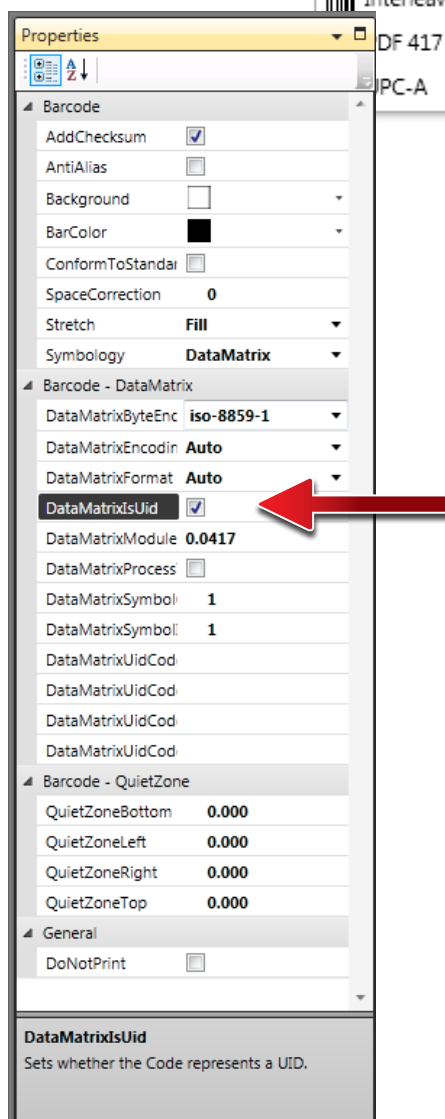 Interleav
Properties
PDF 417
UPC-A
Barcode
AddChecksum
AntiAlias
Background
BarColor
ConformToStandar
SpaceCorrection 0
Stretch Fill
Symbology DataMatrix
Barcode - DataMatrix
DataMatrixByteEnc iso-8859-1
DataMatrixEncodin Auto
DataMatrixFormat Auto
DataMatrixIsUid
DataMatrixModule 0.0417
DataMatrixProcess
DataMatrixSymbol 1
DataMatrixSymbol 1
DataMatrixUidCod
DataMatrixUidCod
DataMatrixUidCod
DataMatrixUidCod
Barcode - QuietZone
QuietZoneBottom 0.000
QuietZoneLeft 0.000
QuietZoneRight 0.000
QuietZoneTop 0.000
General
DoNotPrint
DataMatrixIsUid
Sets whether the Code represents a UID.